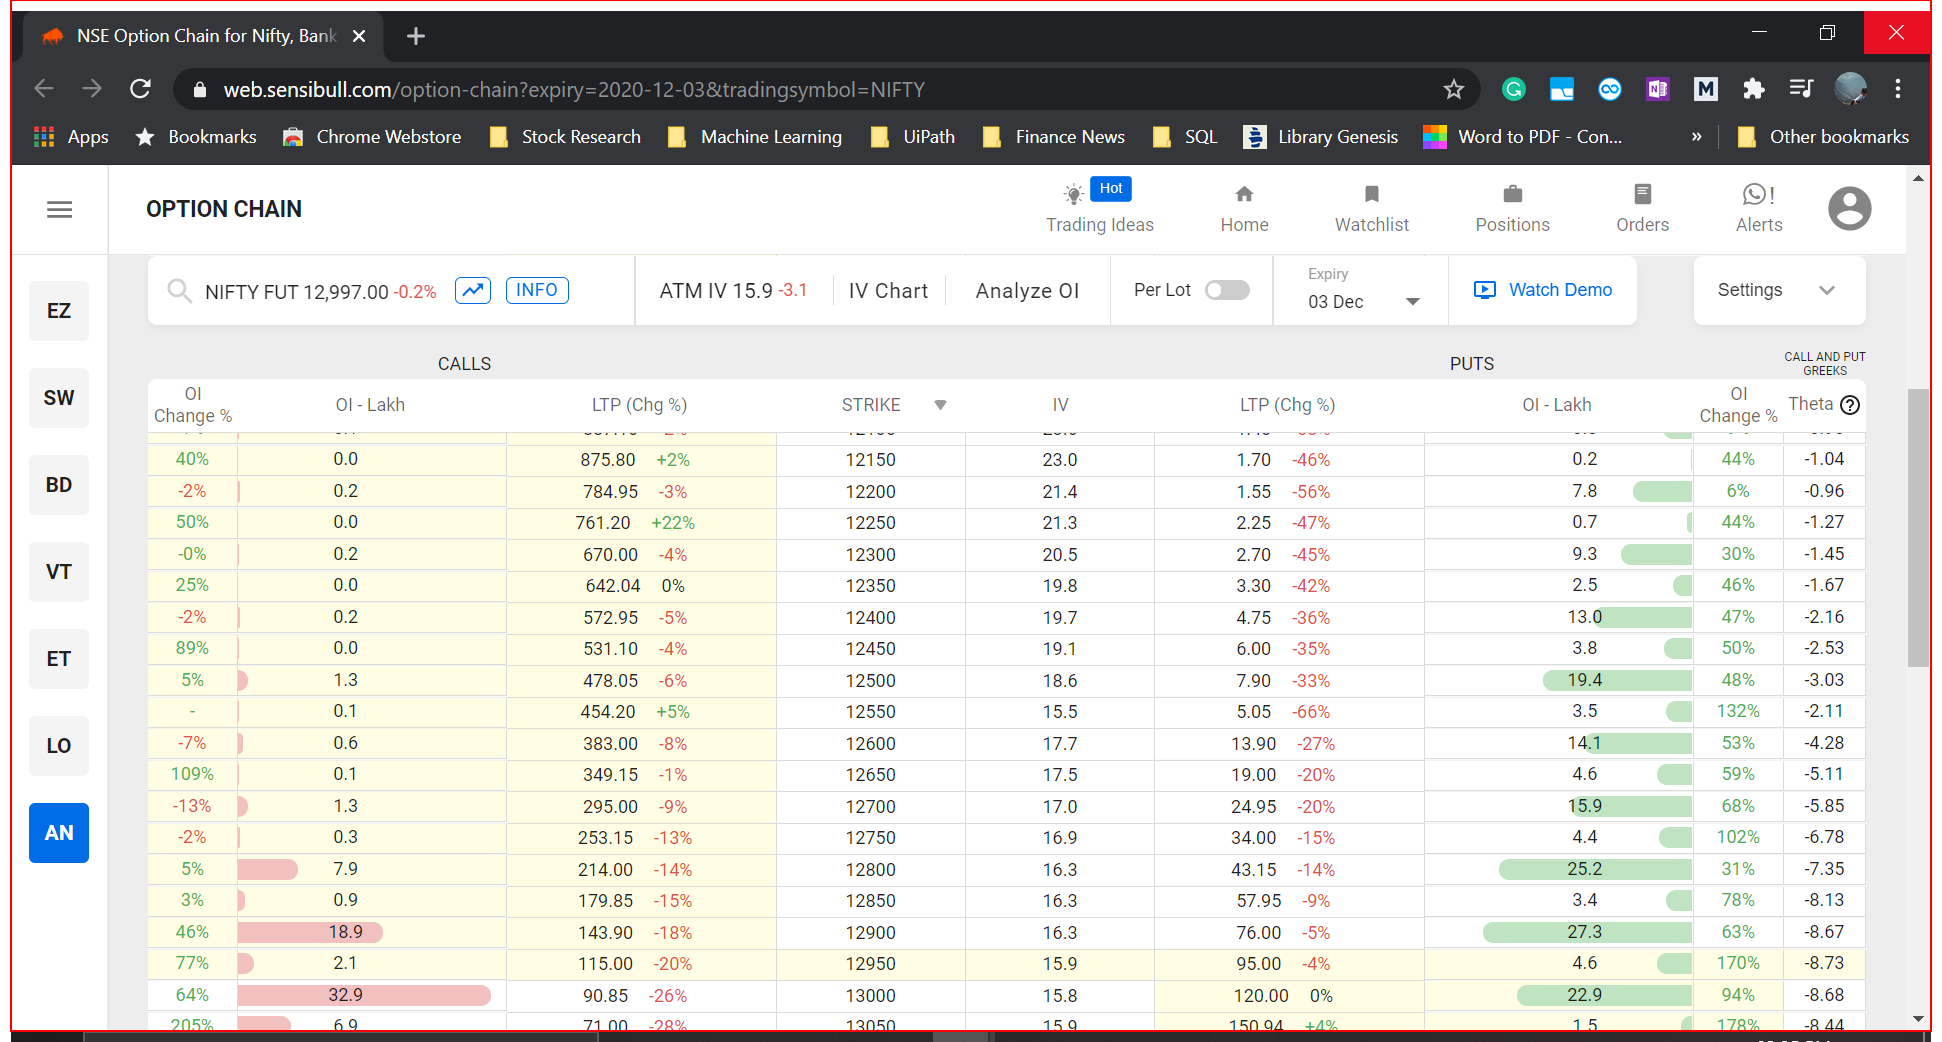 NSE Option Chain for Nifty, Bank
web.sensibull.com/option-chain?expiry=2020-12-03&tradingsymbol=NIFTY
Apps Bookmarks Chrome Webstore Stock Research Machine Learning UiPath Finance News SQL Library Genesis Word to PDF - Con... » Other bookmarks
OPTION CHAIN
Hot
Trading Ideas Home Watchlist Positions Orders Alerts
NIFTY FUT 12,997.00 -0.2% INFO ATM IV 15.9 -3.1 IV Chart Analyze OI Per Lot Expiry 03 Dec Watch Demo Settings
EZ
SW
BD
VT
ET
LO
AN
CALLS PUTS CALL AND PUT GREEKS
OI Change % OI - Lakh LTP (Chg %) STRIKE IV LTP (Chg %) OI - Lakh OI Change % Theta ?
40% 0.0 875.80 +2% 12150 23.0 1.70 -46% 0.2 44% -1.04
-2% 0.2 784.95 -3% 12200 21.4 1.55 -56% 7.8 6% -0.96
50% 0.0 761.20 +22% 12250 21.3 2.25 -47% 0.7 44% -1.27
-0% 0.2 670.00 -4% 12300 20.5 2.70 -45% 9.3 30% -1.45
25% 0.0 642.04 0% 12350 19.8 3.30 -42% 2.5 46% -1.67
-2% 0.2 572.95 -5% 12400 19.7 4.75 -36% 13.0 47% -2.16
89% 0.0 531.10 -4% 12450 19.1 6.00 -35% 3.8 50% -2.53
5% 1.3 478.05 -6% 12500 18.6 7.90 -33% 19.4 48% -3.03
- 0.1 454.20 +5% 12550 15.5 5.05 -66% 3.5 132% -2.11
-7% 0.6 383.00 -8% 12600 17.7 13.90 -27% 14.1 53% -4.28
109% 0.1 349.15 -1% 12650 17.5 19.00 -20% 4.6 59% -5.11
-13% 1.3 295.00 -9% 12700 17.0 24.95 -20% 15.9 68% -5.85
-2% 0.3 253.15 -13% 12750 16.9 34.00 -15% 4.4 102% -6.78
5% 7.9 214.00 -14% 12800 16.3 43.15 -14% 25.2 31% -7.35
3% 0.9 179.85 -15% 12850 16.3 57.95 -9% 3.4 78% -8.13
46% 18.9 143.90 -18% 12900 16.3 76.00 -5% 27.3 63% -8.67
77% 2.1 115.00 -20% 12950 15.9 95.00 -4% 4.6 170% -8.73
64% 32.9 90.85 -26% 13000 15.8 120.00 0% 22.9 94% -8.68
205% 6.9 71.00 -28% 13050 15.9 150.94 +4% 1.5 178% -8.44